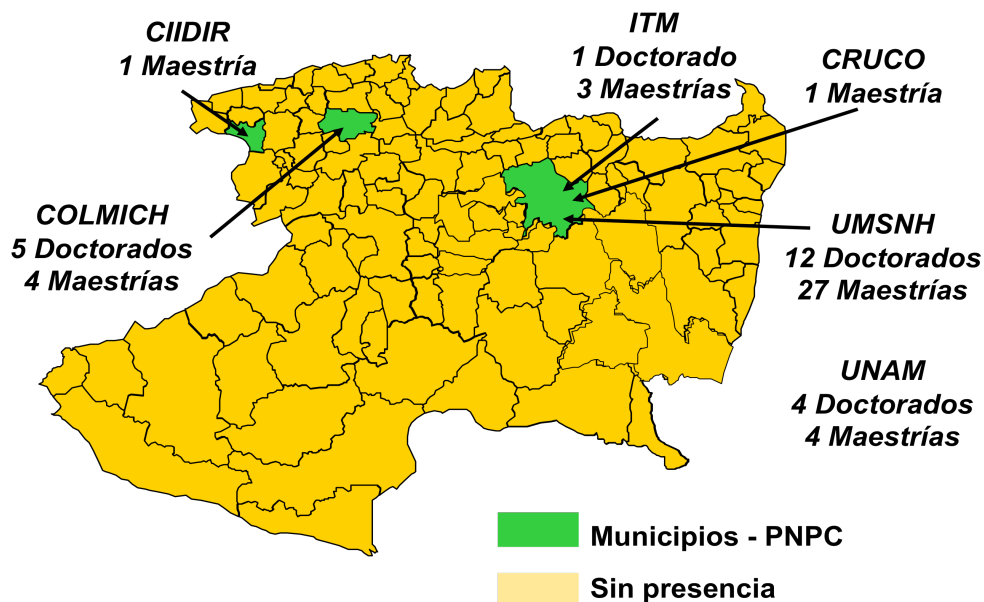 CIIDIR
1 Maestría
ITM
1 Doctorado
3 Maestrías
CRUCO
1 Maestría
COLMICH
5 Doctorados
4 Maestrías
UMSNH
12 Doctorados
27 Maestrías
UNAM
4 Doctorados
4 Maestrías
Municipios - PNPC
Sin presencia